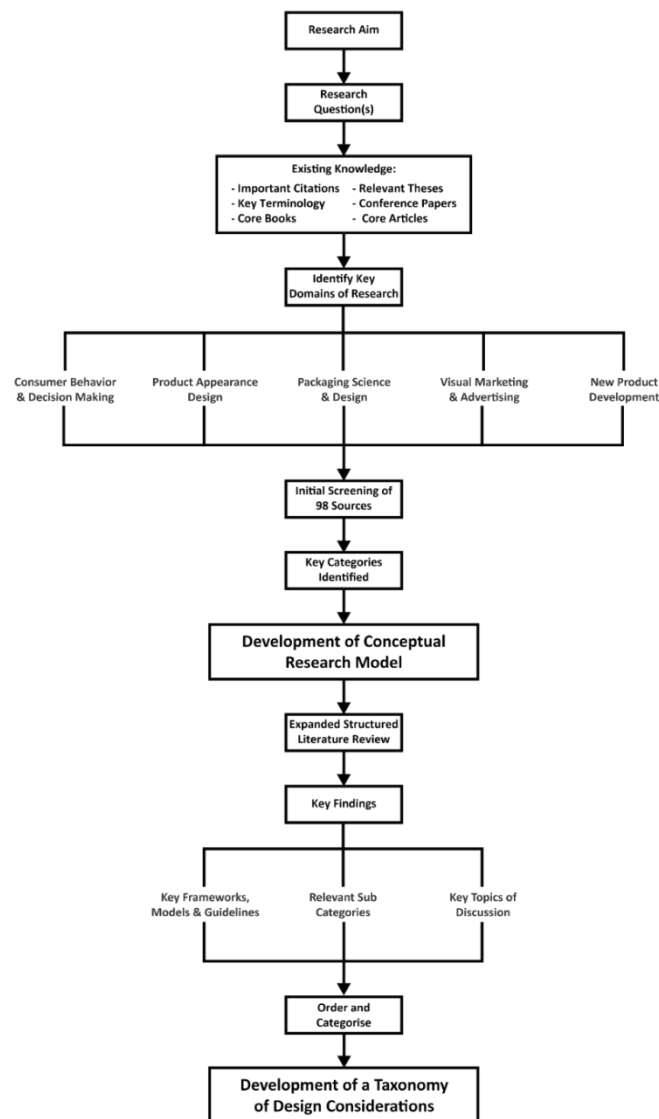 Research Aim
Research
Question(s)
Existing Knowledge:
- Important Citations
- Key Terminology
- Core Books
- Relevant Theses
- Conference Papers
- Core Articles
Identify Key
Domains of Research
Consumer Behavior
& Decision Making
Product Appearance
Design
Packaging Science
& Design
Visual Marketing
& Advertising
New Product
Development
Initial Screening of
98 Sources
Key Categories
Identified
Development of Conceptual
Research Model
Expanded Structured
Literature Review
Key Findings
Key Frameworks,
Models & Guidelines
Relevant Sub
Categories
Key Topics of
Discussion
Order and
Categorise
Development of a Taxonomy
of Design Considerations